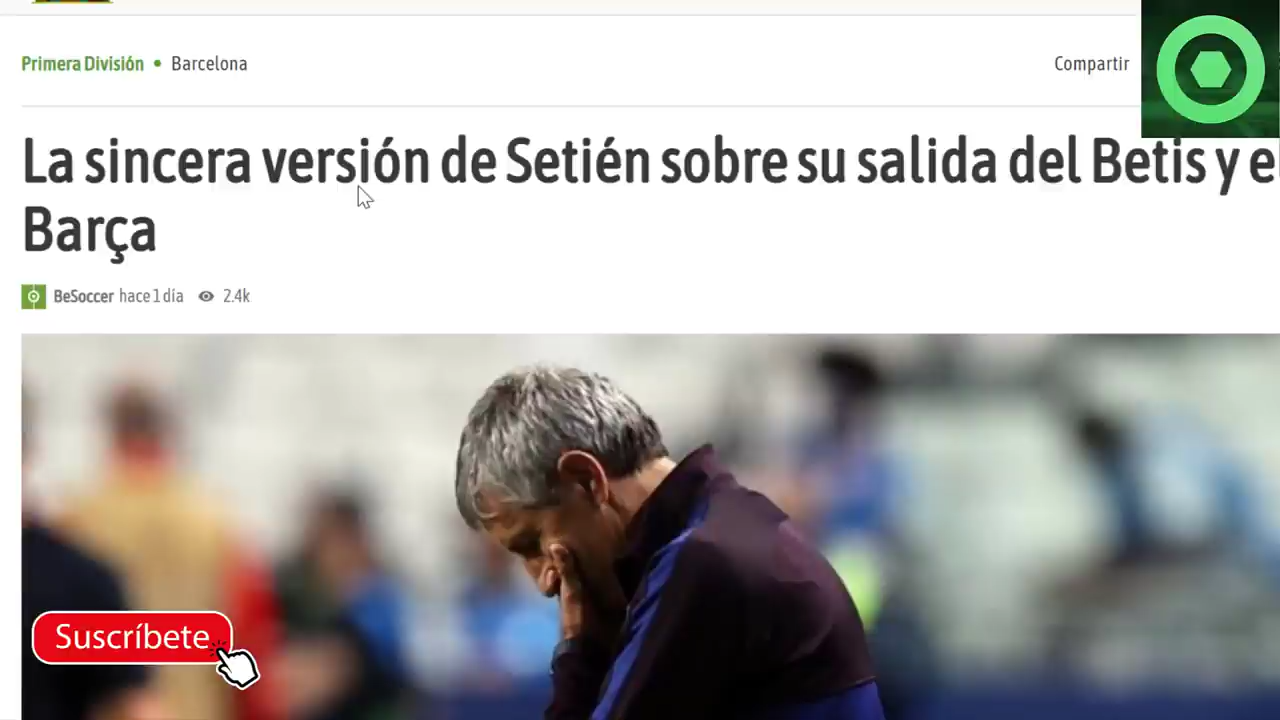 Primera División • Barcelona
Compartir
La sincera versión de Setién sobre su salida del Betis y el
Barça
BeSoccer hace 1 día 2.4k
Suscríbete